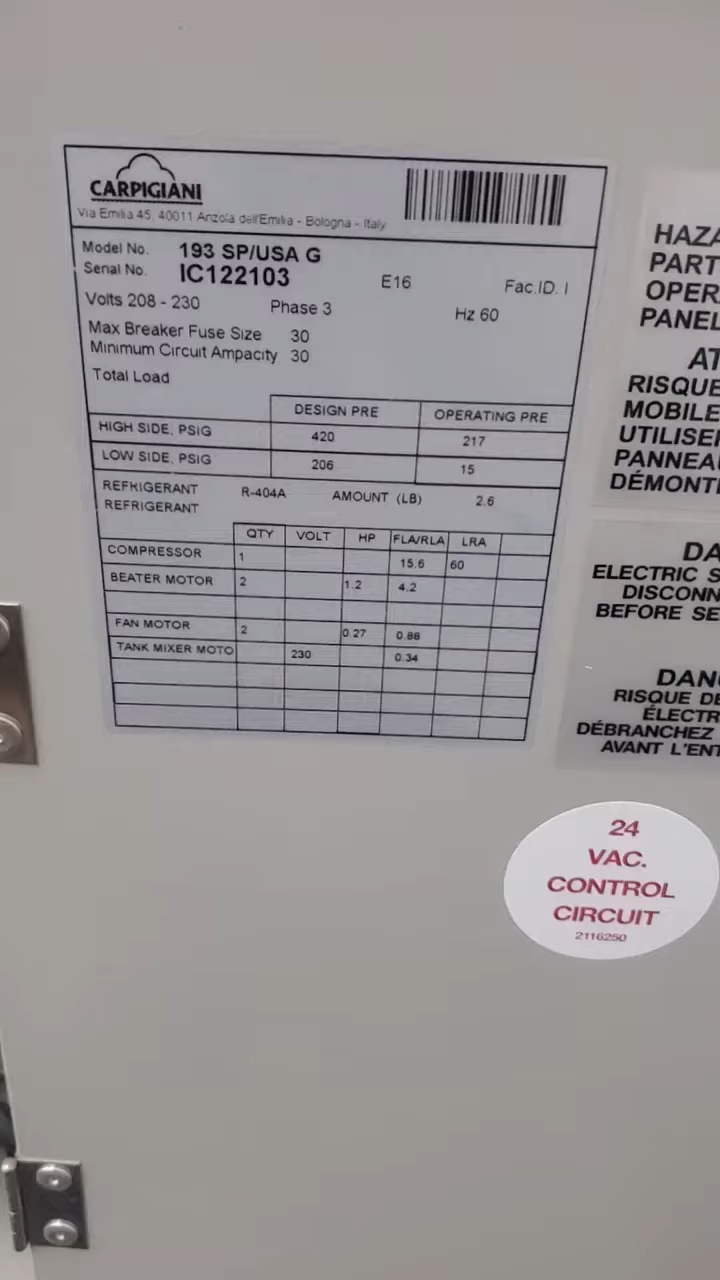 CARPIGIANI
Via Emilia 45, 40011 Anzola dell'Emilia - Bologna - Italy
Model No. 193 SP/USA G
Serial No. IC122103 E16 Fac.ID. I
Volts 208 - 230 Phase 3 Hz 60
Max Breaker Fuse Size 30
Minimum Circuit Ampacity 30
Total Load
DESIGN PRE OPERATING PRE
HIGH SIDE, PSIG 420 217
LOW SIDE, PSIG 206 15
REFRIGERANT R-404A AMOUNT (LB) 2.6
REFRIGERANT
QTY VOLT HP FLA/RLA LRA
COMPRESSOR 1 15.6 60
BEATER MOTOR 2 1.2 4.2
FAN MOTOR 2 0.27 0.88
TANK MIXER MOTO 230 0.34
HAZA
PART
OPER
PANEL
AT
RISQUE
MOBILE
UTILISE
PANNEAU
DÉMONT
DA
ELECTRIC S
DISCONN
BEFORE SE
DAN
RISQUE DE
ÉLECTR
DÉBRANCHEZ
AVANT L'ENT
24
VAC.
CONTROL
CIRCUIT
2116250